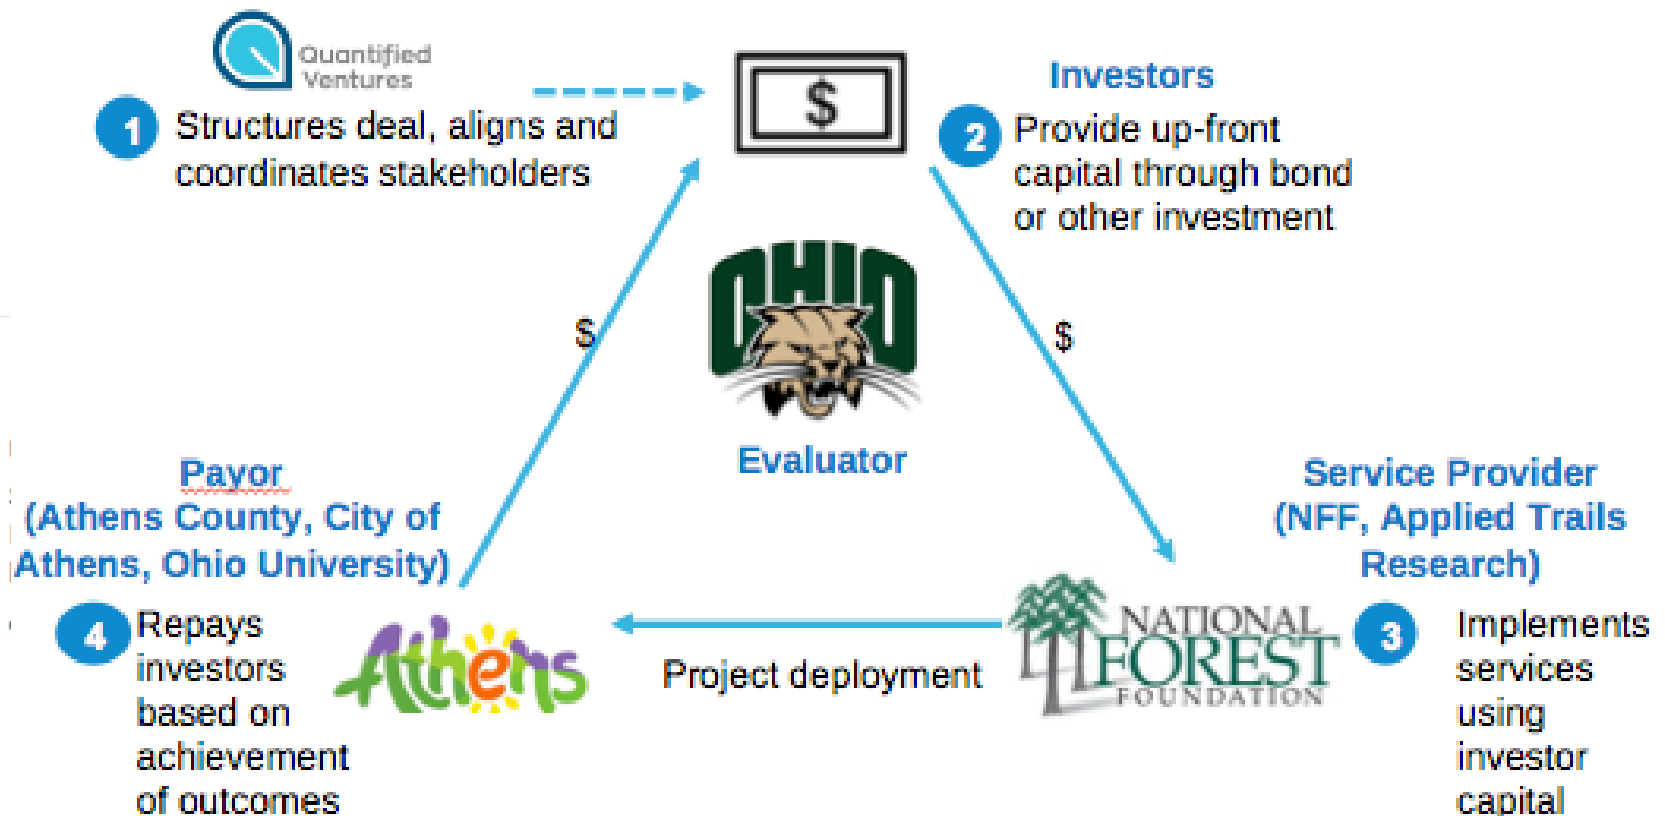 Quantified
Ventures
1
Structures deal, aligns and
coordinates stakeholders
$
Investors
2
Provide up-front
capital through bond
or other investment
OHIO
$
$
Evaluator
Payor
(Athens County, City of
Athens, Ohio University)
4
Repays
investors
based on
achievement
of outcomes
Athens
Project deployment
NATIONAL
FOREST
FOUNDATION
Service Provider
(NFF, Applied Trails
Research)
3
Implements
services
using
investor
capital